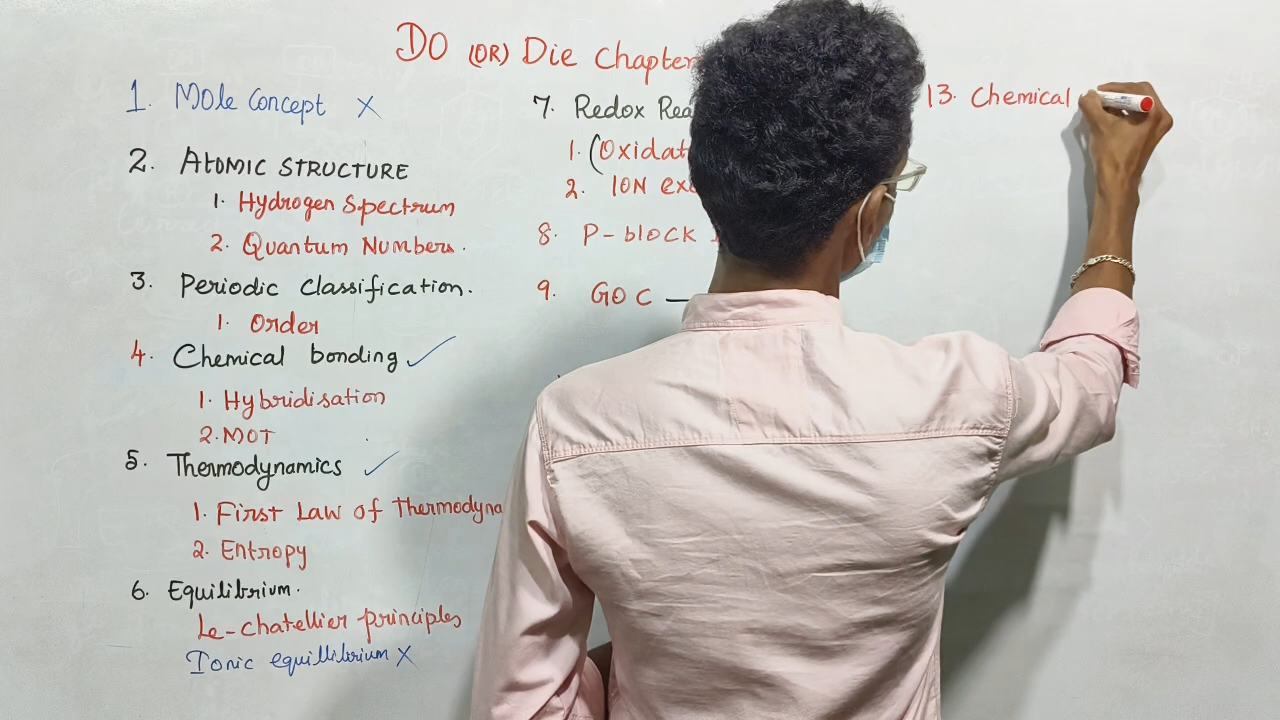 DO (OR) Die Chapter
1. Mole Concept X
2. ATOMIC STRUCTURE
1. Hydrogen Spectrum
2. Quantum Numbers.
3. Periodic classification.
1. Order
4. Chemical bonding ✓
1. Hybridisation
2. MOT
5. Thermodynamics ✓
1. First Law of Thermodyna
2. Entropy
6. Equilibrium.
Le-chatellier principles
Ionic equillibrium X
7. Redox Rea
1. (Oxidat
2. ION exc
8. P-block
9. GOC —
13. Chemical